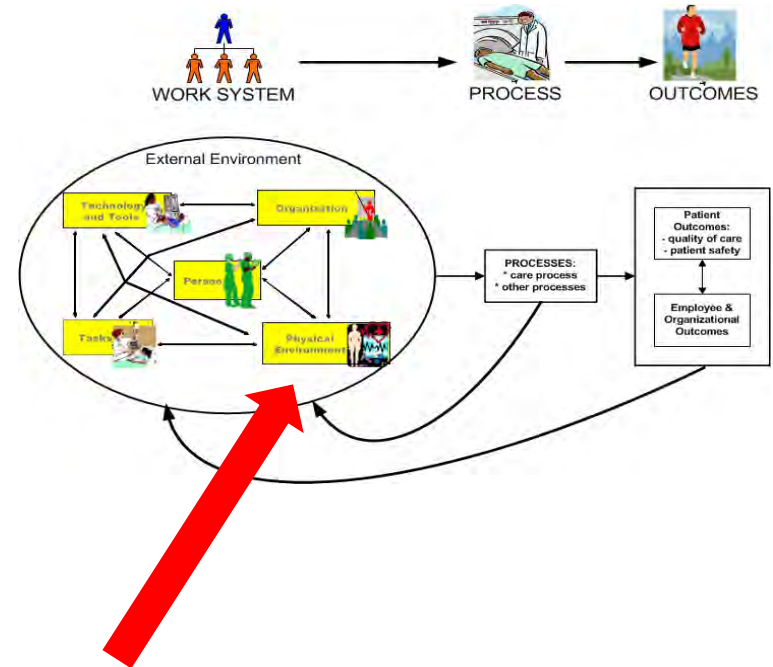 WORK SYSTEM
PROCESS
OUTCOMES
External Environment
Technology
and Tools
Organization
Person
Tasks
Physical
Environment
PROCESSES:
* care process
* other processes
Patient
Outcomes:
- quality of care
- patient safety
Employee &
Organizational
Outcomes